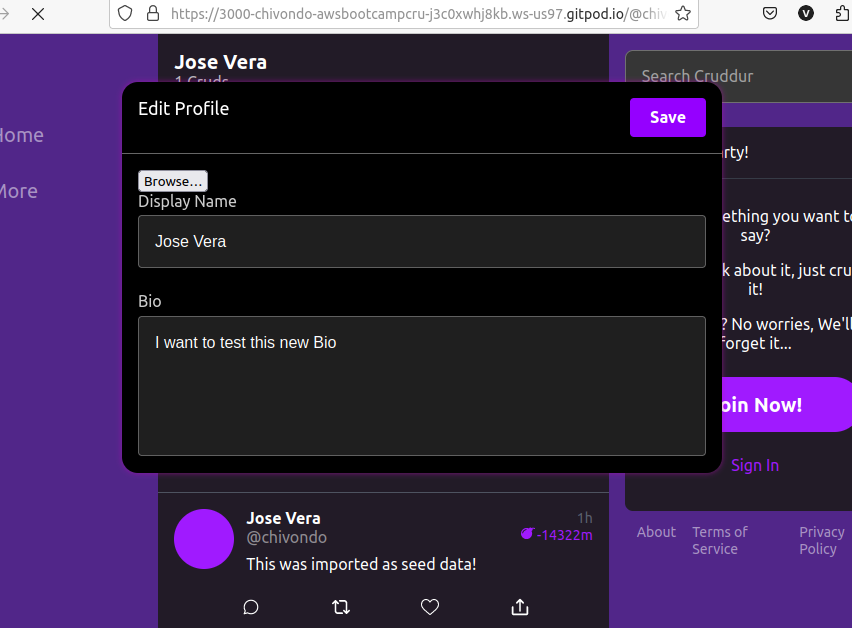 https://3000-chivondo-awsbootcampcru-j3c0xwhj8kb.ws-us97.gitpod.io/@chiv
V
Jose Vera
1 Cruds
Search Cruddur
Edit Profile
Save
Home
More
Browse...
Display Name
Jose Vera
Bio
I want to test this new Bio
rty!
ething you want to
say?
k about it, just cru
it!
? No worries, We'll
forget it...
oin Now!
Sign In
Jose Vera
@chivondo
1h
-14322m
This was imported as seed data!
About
Terms of
Service
Privacy
Policy